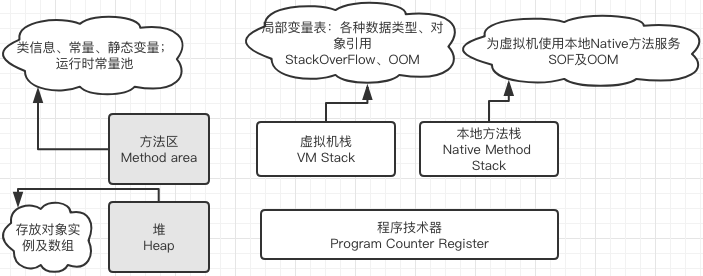 类信息、常量、静态变量；
运行时常量池
局部变量表：各种数据类型、对
象引用
StackOverFlow、OOM
为虚拟机使用本地Native方法服务
SOF及OOM
方法区
Method area
虚拟机栈
VM Stack
本地方法栈
Native Method
Stack
存放对象实
例及数组
堆
Heap
程序技术器
Program Counter Register